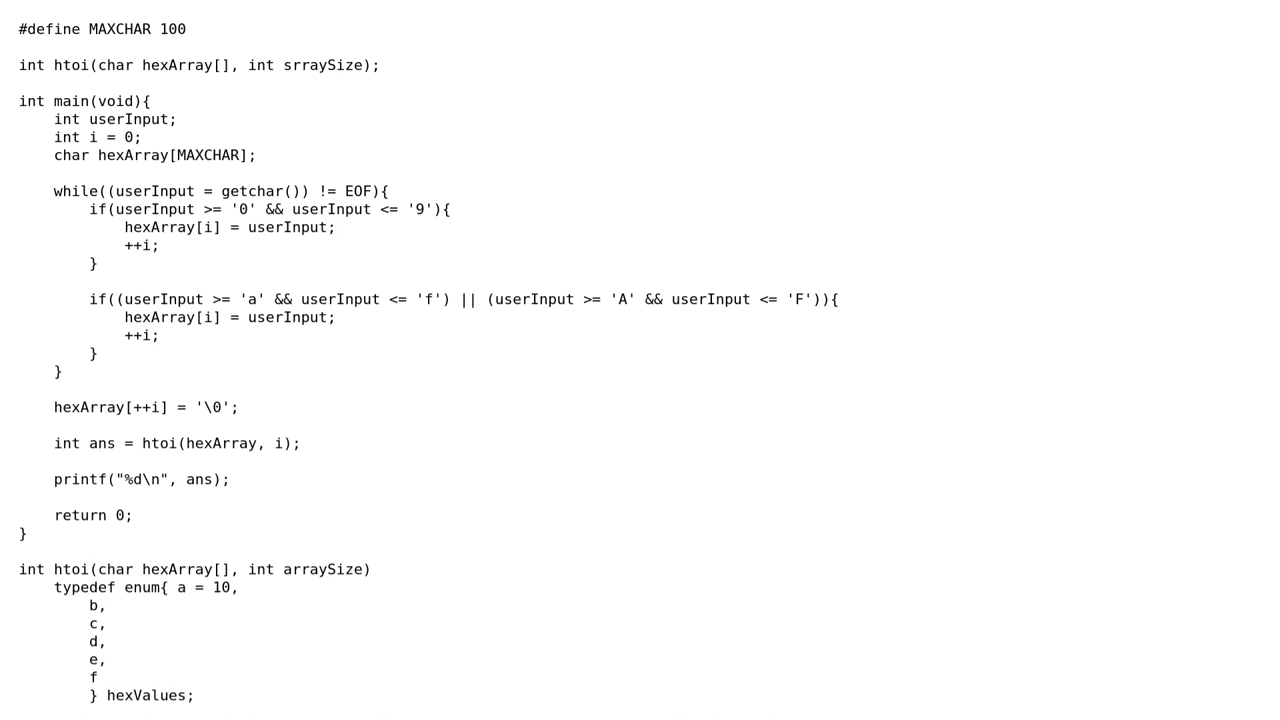 #define MAXCHAR 100

int htoi(char hexArray[], int srraySize);

int main(void){
    int userInput;
    int i = 0;
    char hexArray[MAXCHAR];

    while((userInput = getchar()) != EOF){
        if(userInput >= '0' && userInput <= '9'){
            hexArray[i] = userInput;
            ++i;
        }

        if((userInput >= 'a' && userInput <= 'f') || (userInput >= 'A' && userInput <= 'F')){
            hexArray[i] = userInput;
            ++i;
        }
    }

    hexArray[++i] = '\0';

    int ans = htoi(hexArray, i);

    printf("%d\n", ans);

    return 0;
}

int htoi(char hexArray[], int arraySize)
    typedef enum{ a = 10,
        b,
        c,
        d,
        e,
        f
        } hexValues;